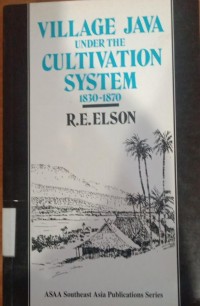 VILLAGE JAVA
UNDER THE
CULTIVATION
SYSTEM
1830-1870
R.E.ELSON
ASAA Southeast Asia Publications Series